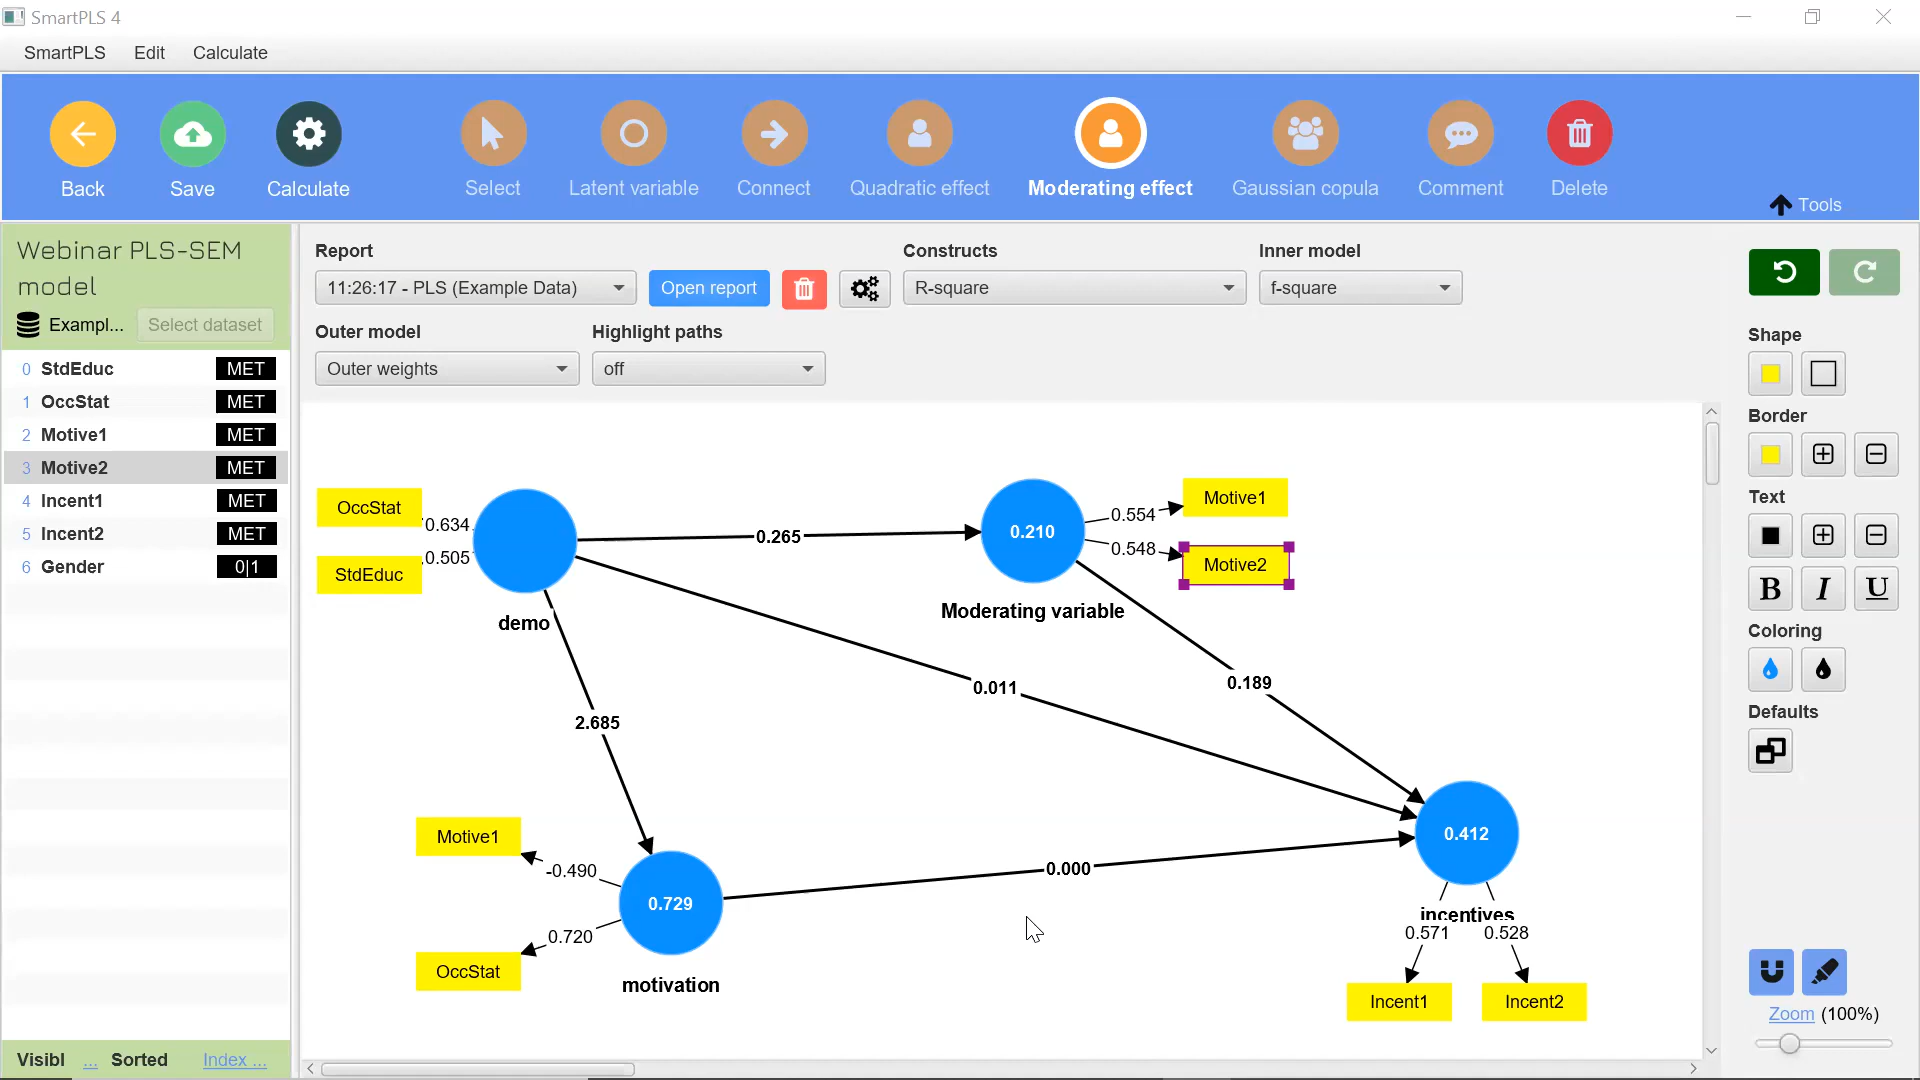 SmartPLS 4
SmartPLS Edit Calculate
Back Save Calculate Select Latent variable Connect Quadratic effect Moderating effect Gaussian copula Comment Delete
Tools
Webinar PLS-SEM
model
Exampl... Select dataset
0 StdEduc MET
1 OccStat MET
2 Motive1 MET
3 Motive2 MET
4 Incent1 MET
5 Incent2 MET
6 Gender 0|1
Visibl ... Sorted Index ...
Report
11:26:17 - PLS (Example Data)
Open report
Constructs
R-square
Inner model
f-square
Outer model
Outer weights
Highlight paths
off
OccStat
0.634
0.505
StdEduc
demo
0.265
0.210
Moderating variable
0.554
Motive1
0.548
Motive2
0.011
0.189
2.685
Motive1
-0.490
0.729
0.720
OccStat
motivation
0.000
0.412
incentives
0.571 0.528
Incent1 Incent2
Shape
Border
Text
B I U
Coloring
Defaults
Zoom (100%)